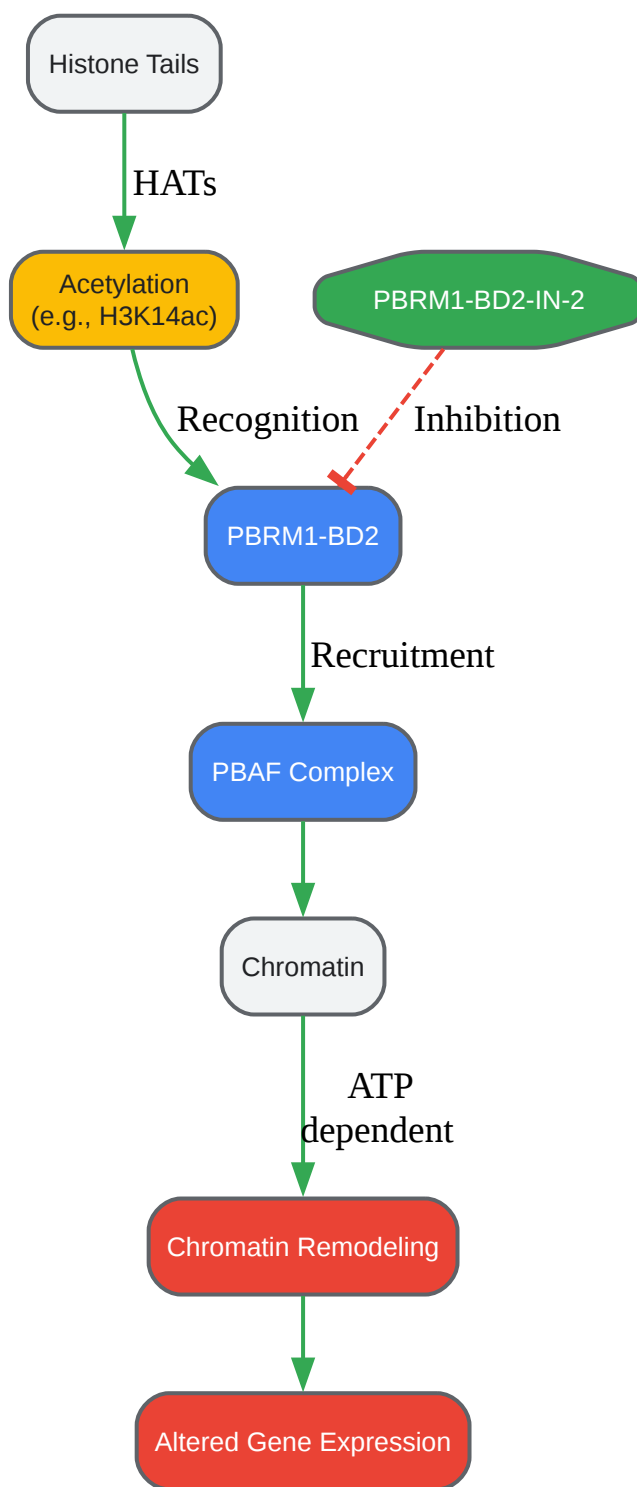 Histone Tails
HATs
Acetylation
(e.g., H3K14ac)
PBRM1-BD2-IN-2
Recognition
Inhibition
PBRM1-BD2
Recruitment
PBAF Complex
Chromatin
ATP
dependent
Chromatin Remodeling
Altered Gene Expression